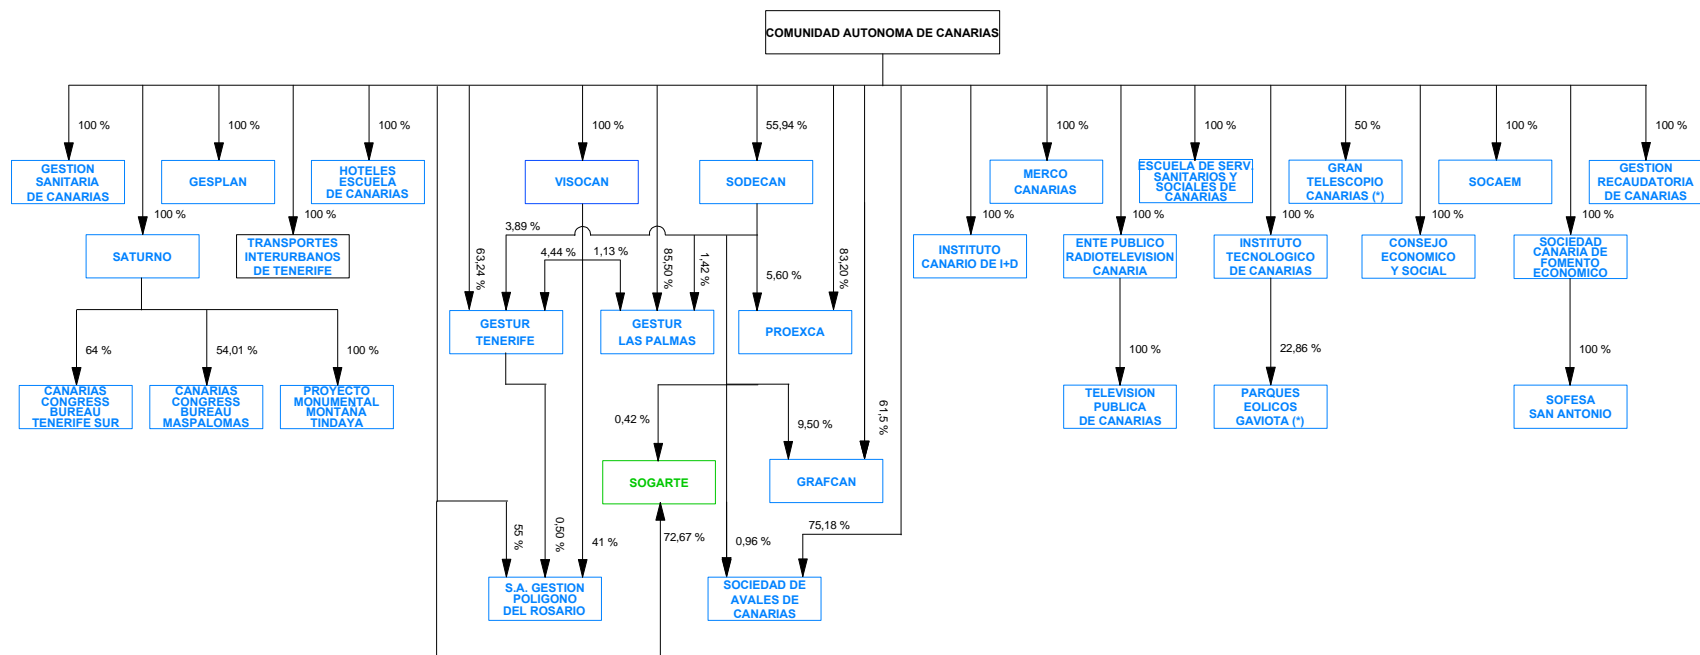 COMUNIDAD AUTONOMA DE CANARIAS
100 %
100 %
100 %
100 %
55,94 %
100 %
100 %
50 %
100 %
100 %
GESTION
SANITARIA
DE CANARIAS
GESPLAN
HOTELES
ESCUELA
DE CANARIAS
VISOCAN
SODECAN
MERCO
CANARIAS
ESCUELA DE SERV.
SANITARIOS Y
SOCIALES DE
CANARIAS
GRAN
TELESCOPIO
CANARIAS (*)
SOCAEM
GESTION
RECAUDATORIA
DE CANARIAS
100 %
100 %
3,89 %
100 %
100 %
100 %
100 %
100 %
SATURNO
TRANSPORTES
INTERURBANOS
DE TENERIFE
63,24 %
4,44 %
1,13 %
85,50 %
1,42 %
5,60 %
83,20 %
INSTITUTO
CANARIO DE I+D
ENTE PUBLICO
RADIOTELEVISION
CANARIA
INSTITUTO
TECNOLOGICO
DE CANARIAS
CONSEJO
ECONOMICO
Y SOCIAL
SOCIEDAD
CANARIA DE
FOMENTO
ECONOMICO
GESTUR
TENERIFE
GESTUR
LAS PALMAS
PROEXCA
64 %
54,01 %
100 %
100 %
22,86 %
100 %
CANARIAS
CONGRESS
BUREAU
TENERIFE SUR
CANARIAS
CONGRESS
BUREAU
MASPALOMAS
PROYECTO
MONUMENTAL
MONTANA
TINDAYA
0,42 %
9,50 %
61,5 %
TELEVISION
PUBLICA
DE CANARIAS
PARQUES
EOLICOS
GAVIOTA (*)
SOFESA
SAN ANTONIO
SOGARTE
GRAFCAN
55 %
0,50 %
41 %
72,67 %
0,96 %
75,18 %
S.A. GESTION
POLIGONO
DEL ROSARIO
SOCIEDAD DE
AVALES DE
CANARIAS